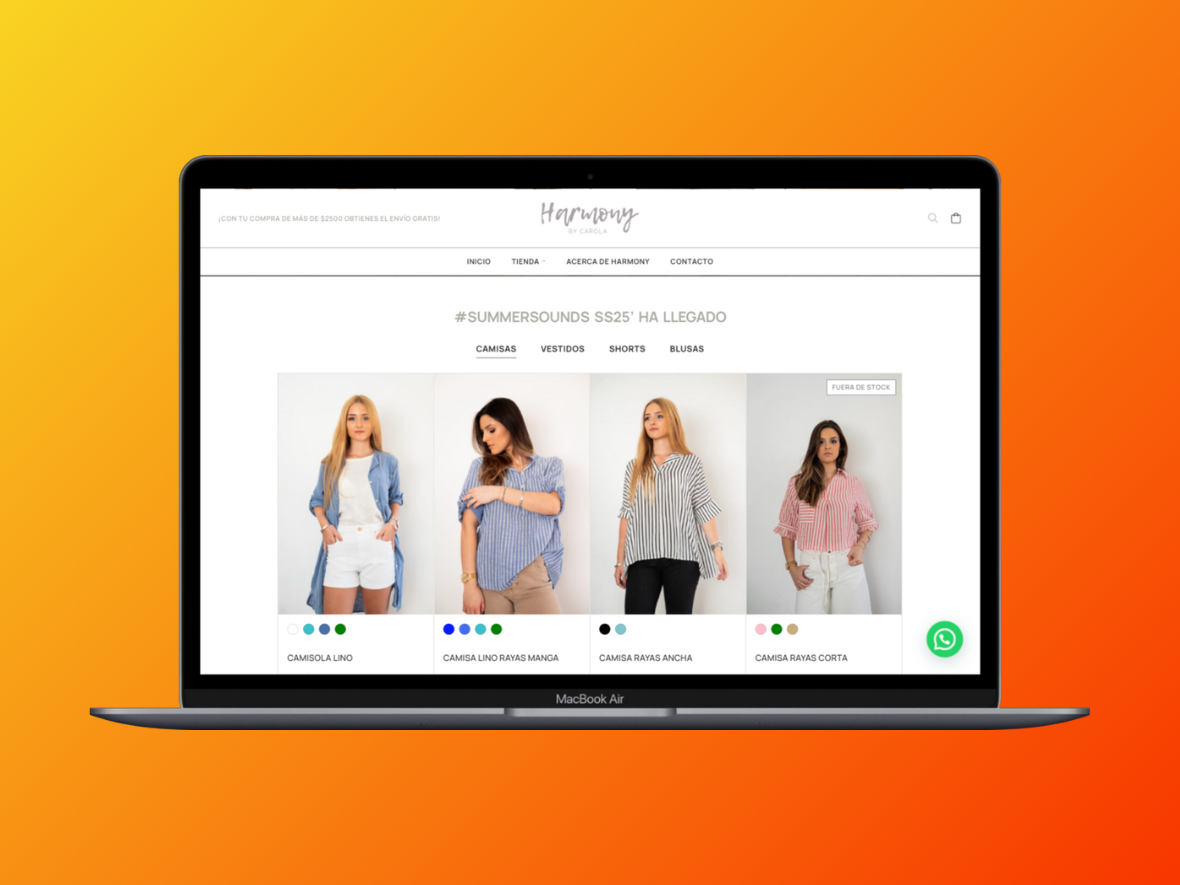 ¡CON TU COMPRA DE MÁS DE $2500 OBTIENES EL ENVÍO GRATIS!
Harmony
BY CAROLA
INICIO TIENDA ACERCA DE HARMONY CONTACTO
#SUMMERSOUNDS SS25' HA LLEGADO
CAMISAS VESTIDOS SHORTS BLUSAS
FUERA DE STOCK
CAMISOLA LINO CAMISA LINO RAYAS MANGA CAMISA RAYAS ANCHA CAMISA RAYAS CORTA
MacBook Air